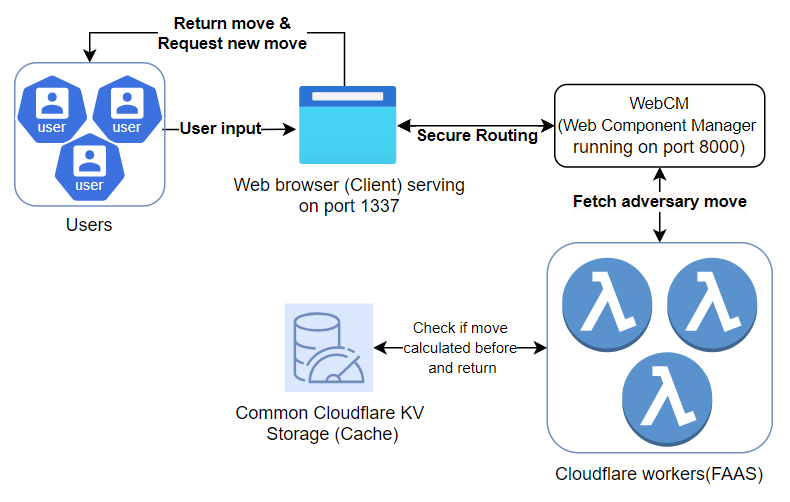 Return move &
Request new move
user
user
user
Users
User input
Web browser (Client) serving
on port 1337
Secure Routing
WebCM
(Web Component Manager
running on port 8000)
Fetch adversary move
Check if move
calculated before
and return
Common Cloudflare KV
Storage (Cache)
Cloudflare workers(FAAS)